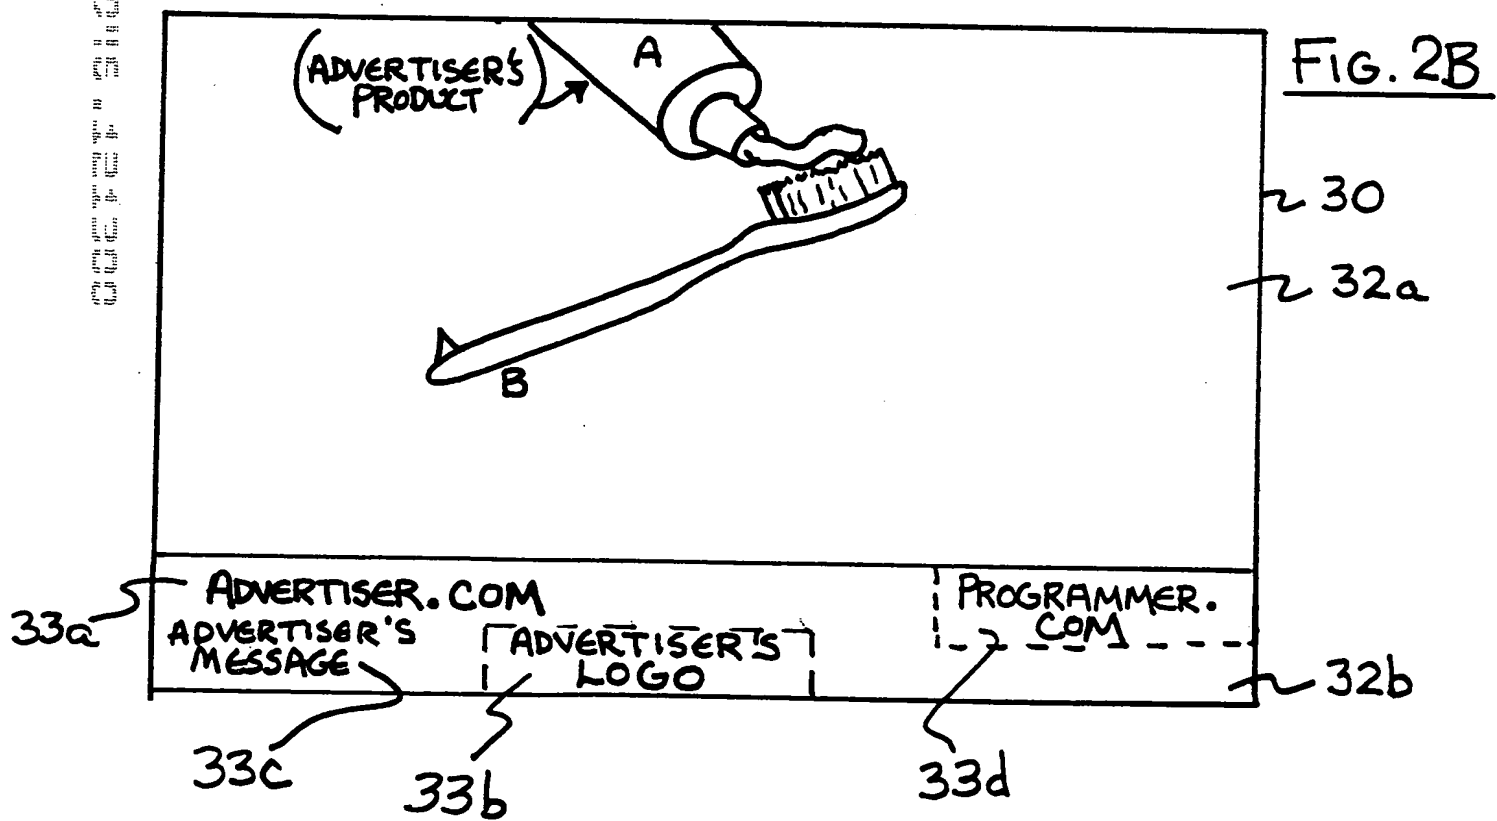 FIG. 2B
(ADVERTISER'S
PRODUCT)
A
30
32a
B
ADVERTISER.COM
ADVERTISER'S
MESSAGE
ADVERTISER'S
LOGO
PROGRAMMER.
COM
33a
32b
33c
33b
33d